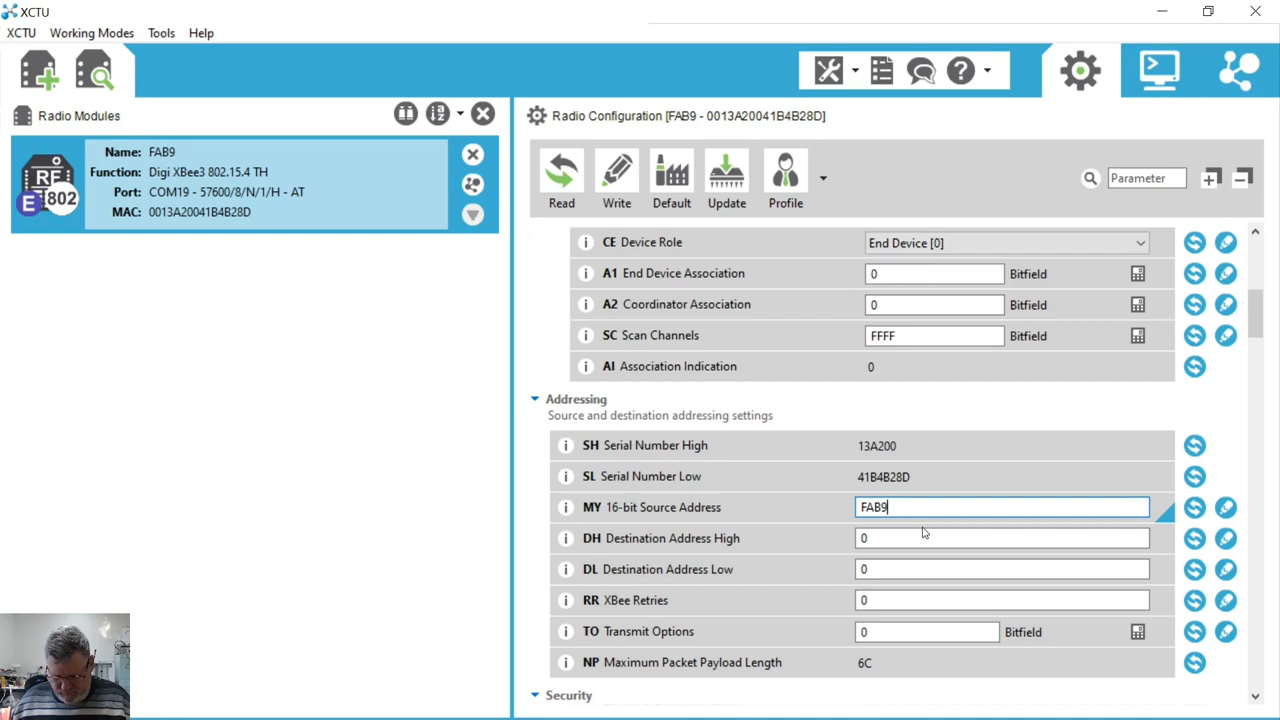 XCTU
XCTU Working Modes Tools Help
Radio Modules
Radio Configuration [FAB9 - 0013A20041B4B28D]
Name: FAB9
Function: Digi XBee3 802.15.4 TH
Port: COM19 - 57600/8/N/1/H - AT
MAC: 0013A20041B4B28D
RF
E 802
Read Write Default Update Profile
Parameter
CE Device Role End Device [0]
A1 End Device Association 0 Bitfield
A2 Coordinator Association 0 Bitfield
SC Scan Channels FFFF Bitfield
AI Association Indication 0
Addressing
Source and destination addressing settings
SH Serial Number High 13A200
SL Serial Number Low 41B4B28D
MY 16-bit Source Address FAB9
DH Destination Address High 0
DL Destination Address Low 0
RR XBee Retries 0
TO Transmit Options 0 Bitfield
NP Maximum Packet Payload Length 6C
Security